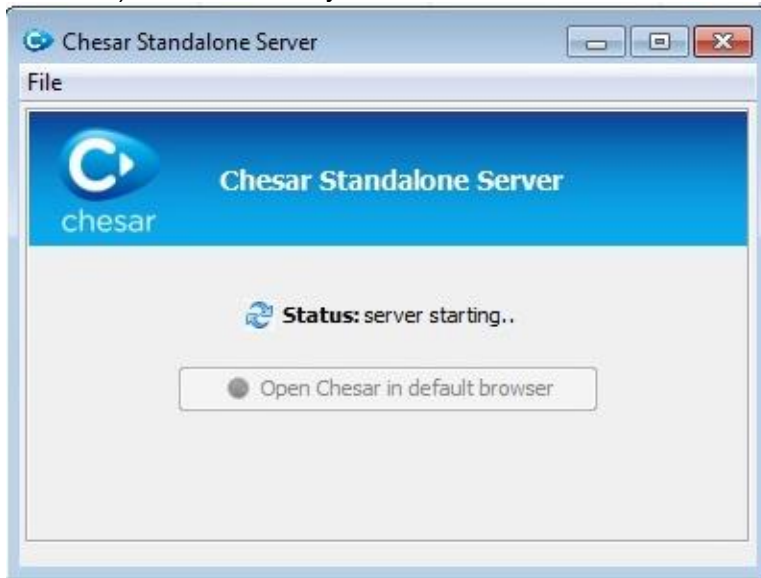 Chesar Standalone Server
File
chesar
Chesar Standalone Server
Status: server starting..
Open Chesar in default browser